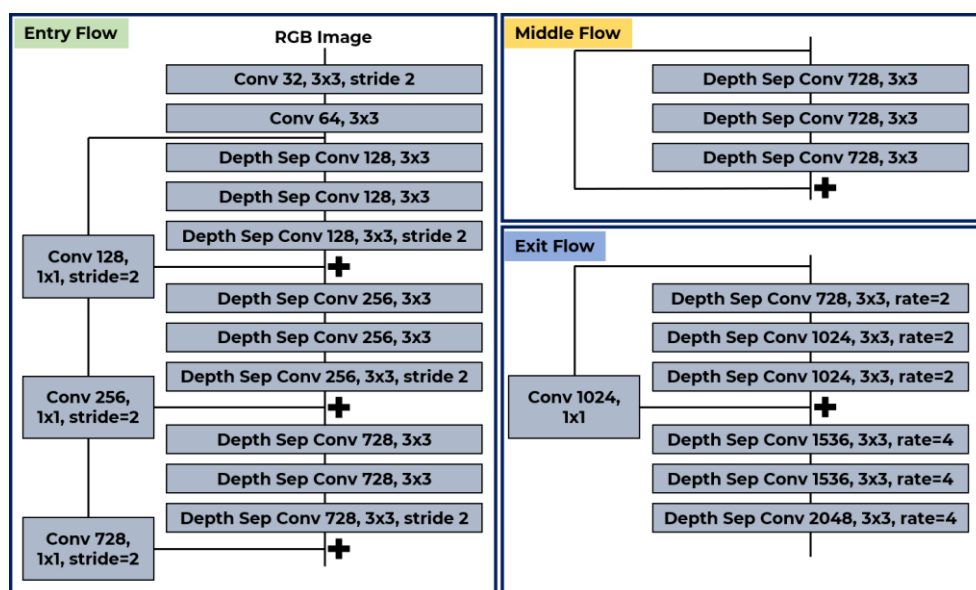 Entry Flow
RGB Image
Conv 32, 3x3, stride 2
Conv 64, 3x3
Depth Sep Conv 128, 3x3
Depth Sep Conv 128, 3x3
Depth Sep Conv 128, 3x3, stride 2
Conv 128,
1x1, stride=2
Depth Sep Conv 256, 3x3
Depth Sep Conv 256, 3x3
Depth Sep Conv 256, 3x3, stride 2
Conv 256,
1x1, stride=2
Depth Sep Conv 728, 3x3
Depth Sep Conv 728, 3x3
Depth Sep Conv 728, 3x3, stride 2
Conv 728,
1x1, stride=2
Middle Flow
Depth Sep Conv 728, 3x3
Depth Sep Conv 728, 3x3
Depth Sep Conv 728, 3x3
Exit Flow
Depth Sep Conv 728, 3x3, rate=2
Depth Sep Conv 1024, 3x3, rate=2
Depth Sep Conv 1024, 3x3, rate=2
Conv 1024,
1x1
Depth Sep Conv 1536, 3x3, rate=4
Depth Sep Conv 1536, 3x3, rate=4
Depth Sep Conv 2048, 3x3, rate=4